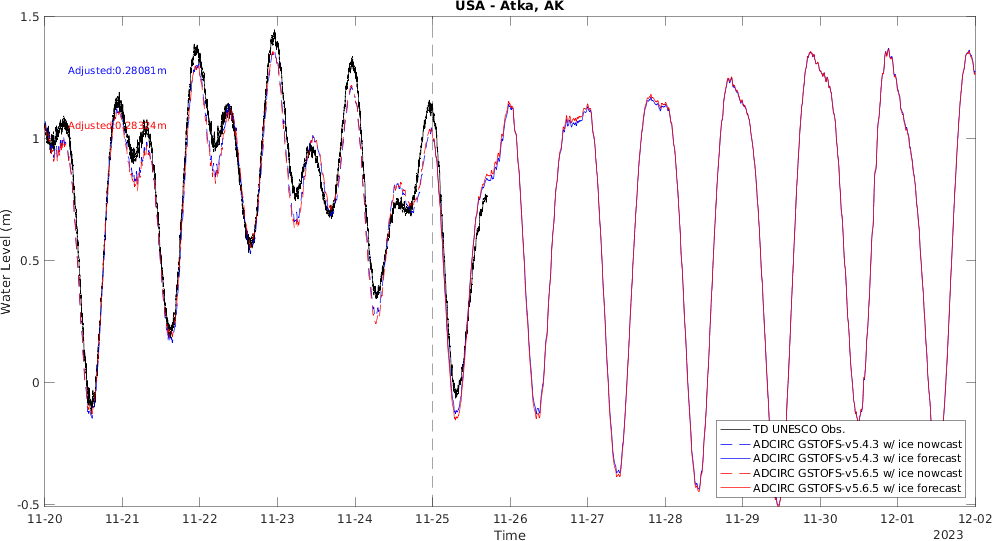 USA - Atka, AK
1.5
1
0.5
0
-0.5
Water Level (m)
Adjusted:0.28081m
Adjusted:0.28324m
TD UNESCO Obs.
ADCIRC GSTOFS-v5.4.3 w/ ice nowcast
ADCIRC GSTOFS-v5.4.3 w/ ice forecast
ADCIRC GSTOFS-v5.6.5 w/ ice nowcast
ADCIRC GSTOFS-v5.6.5 w/ ice forecast
11-20 11-21 11-22 11-23 11-24 11-25 11-26 11-27 11-28 11-29 11-30 12-01 12-02
Time
2023